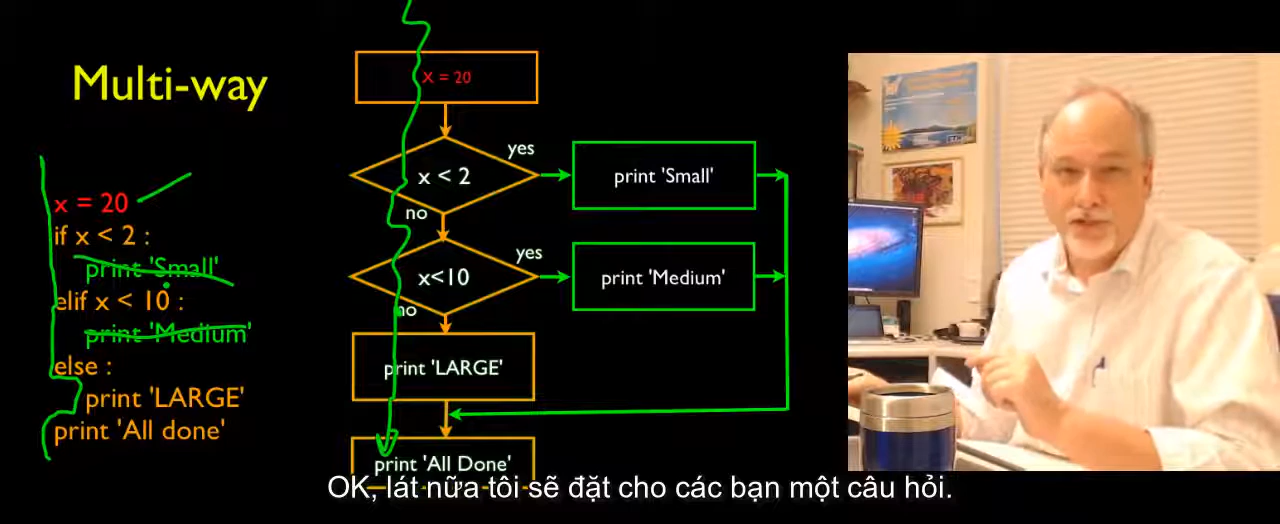 Multi-way
x = 20
if x < 2 :
print 'Small'
elif x < 10 :
print 'Medium'
else :
print 'LARGE'
print 'All done'
X = 20
x < 2
yes
print 'Small'
no
x<10
yes
print 'Medium'
no
print 'LARGE'
print 'All Done'
OK, lát nữa tôi sẽ đặt cho các bạn một câu hỏi.